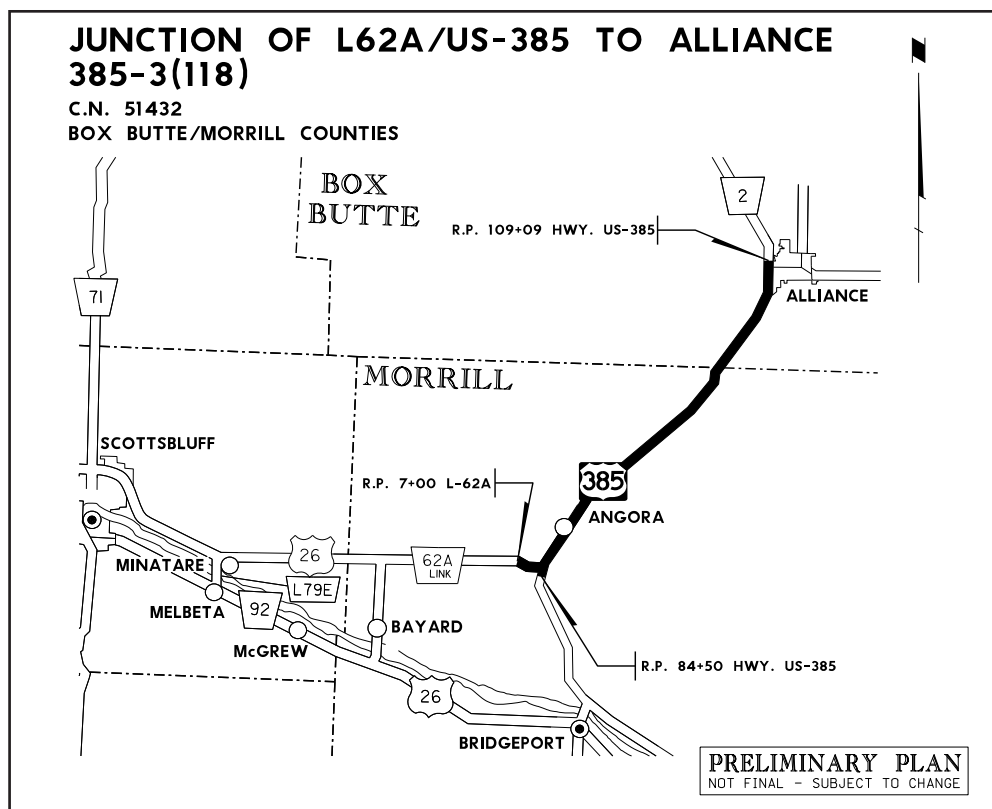 JUNCTION OF L62A/US-385 TO ALLIANCE
385-3(118)
C.N. 51432
BOX BUTTE/MORRILL COUNTIES
BOX
BUTTE
2
R.P. 109+09 HWY. US-385
71
ALLIANCE
MORRILL
SCOTTSBLUFF
R.P. 7+00 L-62A
385
ANGORA
26
62A
LINK
MINATARE
L79E
MELBETA
92
BAYARD
McGREW
R.P. 84+50 HWY. US-385
26
BRIDGEPORT
PRELIMINARY PLAN
NOT FINAL - SUBJECT TO CHANGE